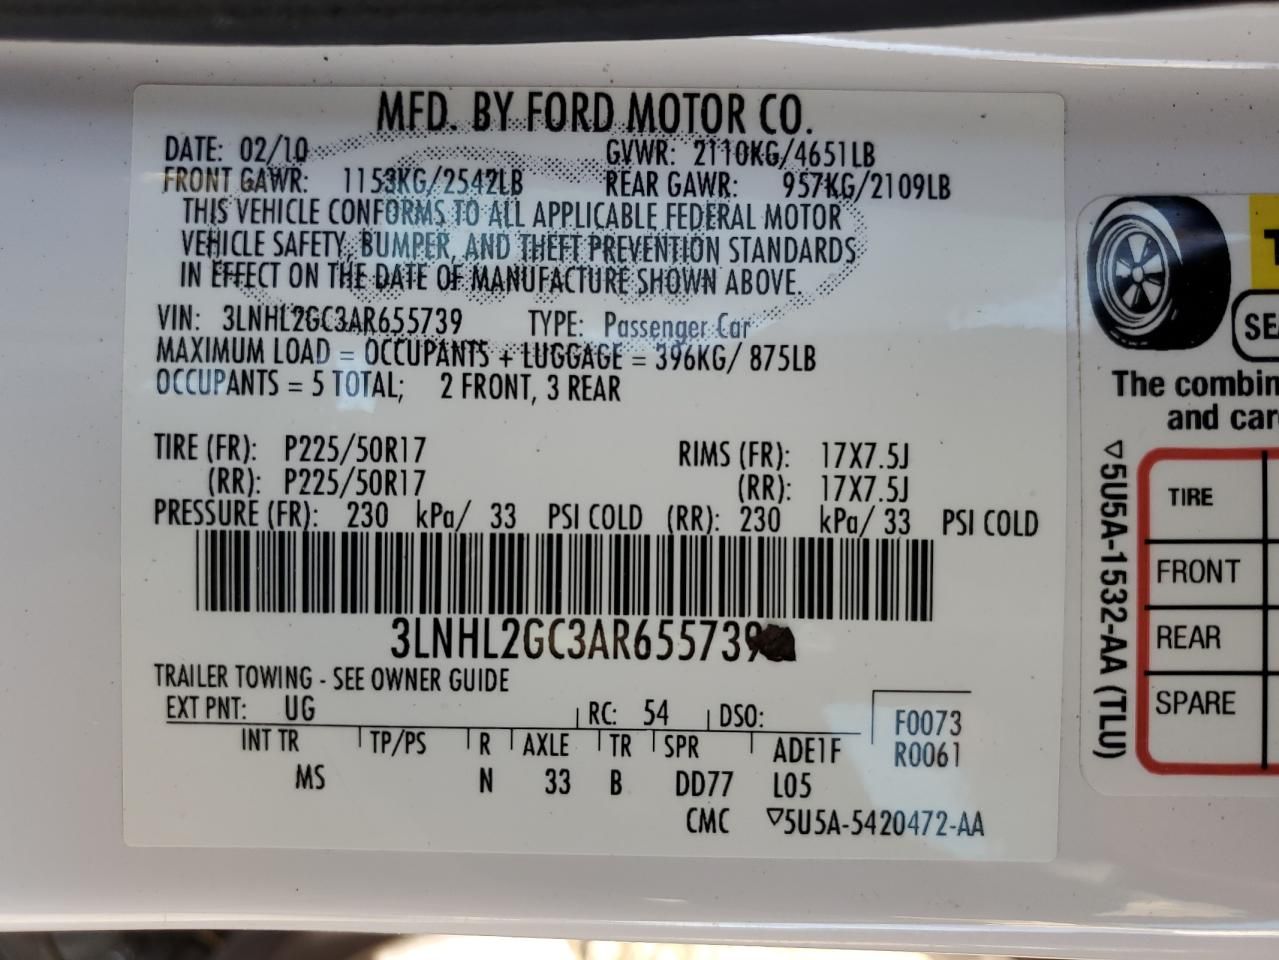 MFD. BY FORD MOTOR CO.
DATE: 02/10 GVWR: 2110KG/4651LB
FRONT GAWR: 1153KG/2542LB REAR GAWR: 957KG/2109LB
THIS VEHICLE CONFORMS TO ALL APPLICABLE FEDERAL MOTOR
VEHICLE SAFETY, BUMPER, AND THEFT PREVENTION STANDARDS
IN EFFECT ON THE DATE OF MANUFACTURE SHOWN ABOVE.
VIN: 3LNHL2GC3AR655739 TYPE: Passenger Car
MAXIMUM LOAD = OCCUPANTS + LUGGAGE = 396KG/ 875LB
OCCUPANTS = 5 TOTAL; 2 FRONT, 3 REAR
TIRE (FR): P225/50R17 RIMS (FR): 17X7.5J
(RR): P225/50R17 (RR): 17X7.5J
PRESSURE (FR): 230 kPa/ 33 PSI COLD (RR): 230 kPa/ 33 PSI COLD
3LNHL2GC3AR655739
TRAILER TOWING - SEE OWNER GUIDE
EXT PNT: UG RC: 54 DSO: F0073
INT TR TP/PS R AXLE TR SPR ADE1F R0061
MS N 33 B DD77 L05
CMC ▽5U5A-5420472-AA
T
SEA
The combin
and carg
▽5U5A-1532-AA (TLU)
TIRE
FRONT
REAR
SPARE